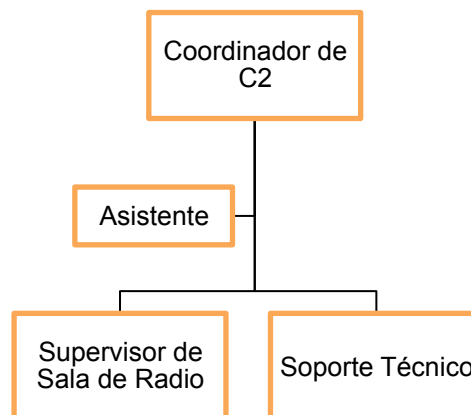 Coordinador de
C2
Asistente
Supervisor de
Sala de Radio
Soporte Técnico